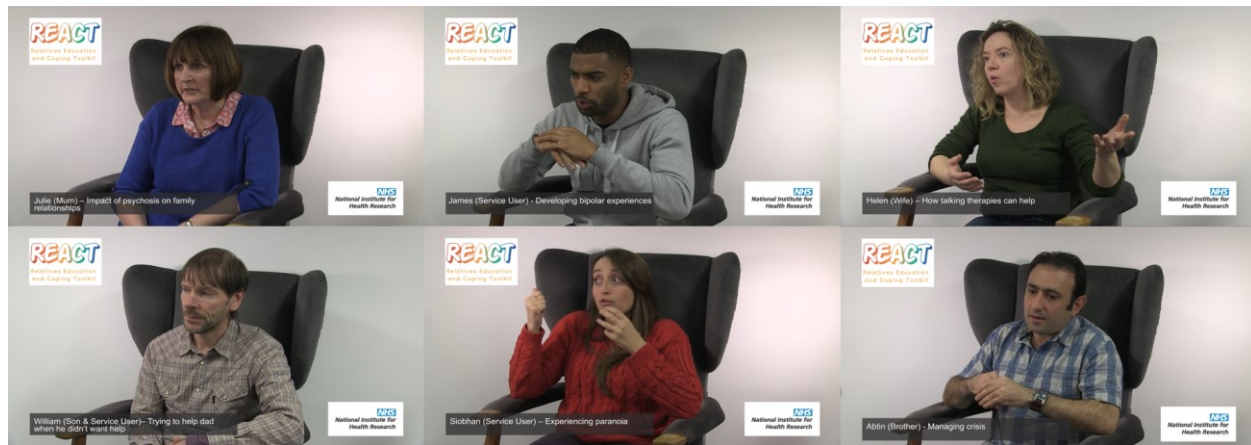 REACT
Relatives Education
and Coping Toolkit
Julie (Mum) – Impact of psychosis on family
relationships
NHS
National Institute for
Health Research
REACT
Relatives Education
and Coping Toolkit
James (Service User) - Developing bipolar experiences
NHS
National Institute for
Health Research
REACT
Relatives Education
and Coping Toolkit
Helen (Wife) – How talking therapies can help
NHS
National Institute for
Health Research
REACT
Relatives Education
and Coping Toolkit
William (Son & Service User)– Trying to help dad
when he didn't want help
NHS
National Institute for
Health Research
REACT
Relatives Education
and Coping Toolkit
Siobhan (Service User) – Experiencing paranoia
NHS
National Institute for
Health Research
REACT
Relatives Education
and Coping Toolkit
Abtin (Brother) - Managing crisis
NHS
National Institute for
Health Research